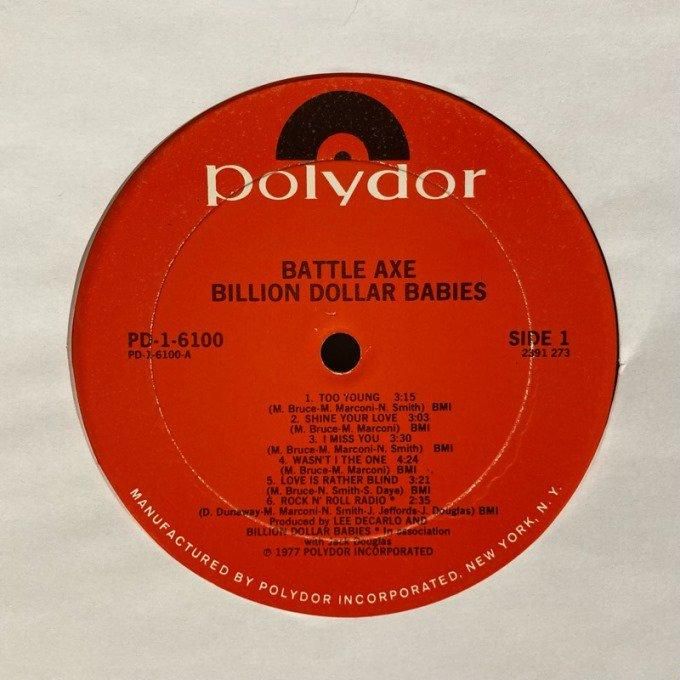 polydor
BATTLE AXE
BILLION DOLLAR BABIES
PD-1-6100
PD-1-6100-A
SIDE 1
2391 273
1. TOO YOUNG 3:15
(M. Bruce-M. Marconi-N. Smith) BMI
2. SHINE YOUR LOVE 3:03
(M. Bruce-M. Marconi) BMI
3. I MISS YOU 3:30
(M. Bruce-M. Marconi-N. Smith) BMI
4. WASN'T I THE ONE 4:24
(M. Bruce-M. Marconi) BMI
5. LOVE IS RATHER BLIND 3:21
(M. Bruce-N. Smith-S. Daye) BMI
6. ROCK N' ROLL RADIO * 2:35
(D. Dunaway-M. Marconi-N. Smith-J. Jeffords-J. Douglas) BMI
Produced by LEE DECARLO AND
BILLION DOLLAR BABIES * In association
with Jack Douglas
℗ 1977 POLYDOR INCORPORATED
MANUFACTURED BY POLYDOR INCORPORATED, NEW YORK, N.Y.